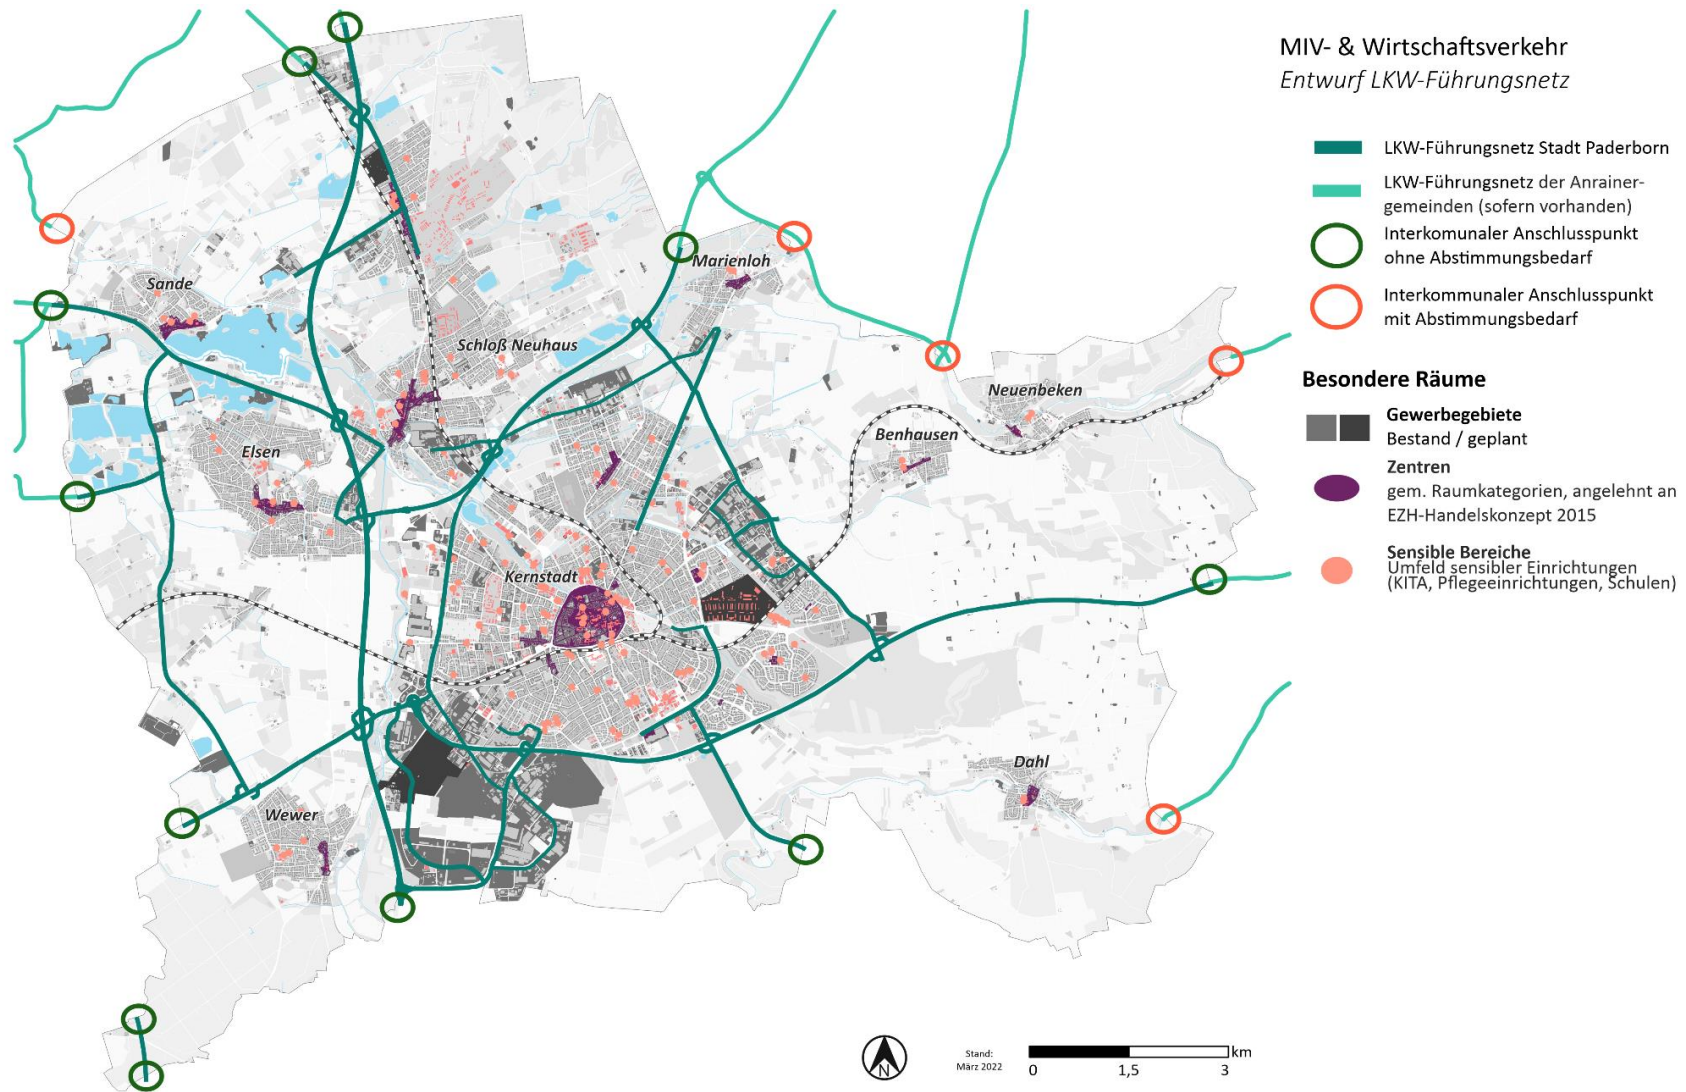 MIV- & Wirtschaftsverkehr
Entwurf LKW-Führungsnetz
LKW-Führungsnetz Stadt Paderborn
LKW-Führungsnetz der Anrainer-
gemeinden (sofern vorhanden)
Interkomunaler Anschlusspunkt
ohne Abstimmungsbedarf
Interkommunaler Anschlusspunkt
mit Abstimmungsbedarf
Besondere Räume
Gewerbegebiete
Bestand / geplant
Zentren
gem. Raumkategorien, angelehnt an
EZH-Handelskonzept 2015
Sensible Bereiche
Umfeld sensibler Einrichtungen
(KITA, Pflegeeinrichtungen, Schulen)
Marienloh
Sande
Schloß Neuhaus
Neuenbeken
Benhausen
Elsen
Kernstadt
Dahl
Wewer
N
Stand:
März 2022
km
0 1,5 3